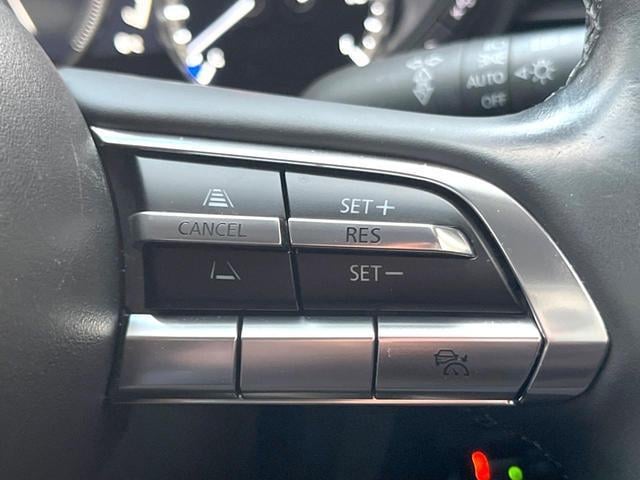 AUTO
OFF
SET+
CANCEL
RES
SET-